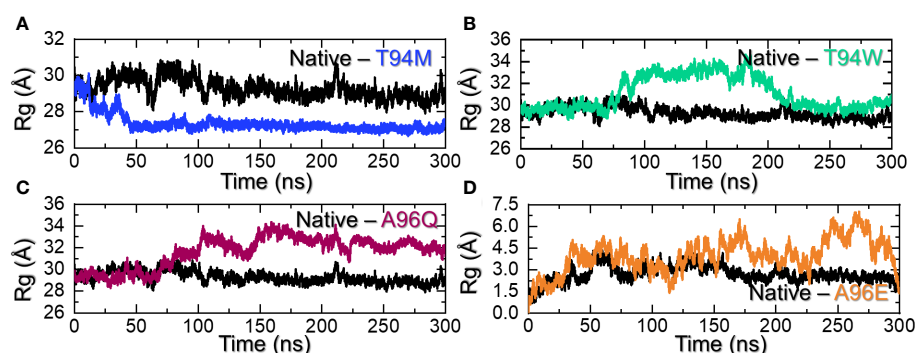 A
32
30
28
26
Rg (Å)
Native – T94M
0 50 100 150 200 250 300
Time (ns)
B
36
34
32
30
28
26
Rg (Å)
Native – T94W
0 50 100 150 200 250 300
Time (ns)
C
36
34
32
30
28
26
Rg (Å)
Native – A96Q
0 50 100 150 200 250 300
Time (ns)
D
7.5
6.0
4.5
3.0
1.5
0.0
Rg (Å)
Native – A96E
0 50 100 150 200 250 300
Time (ns)